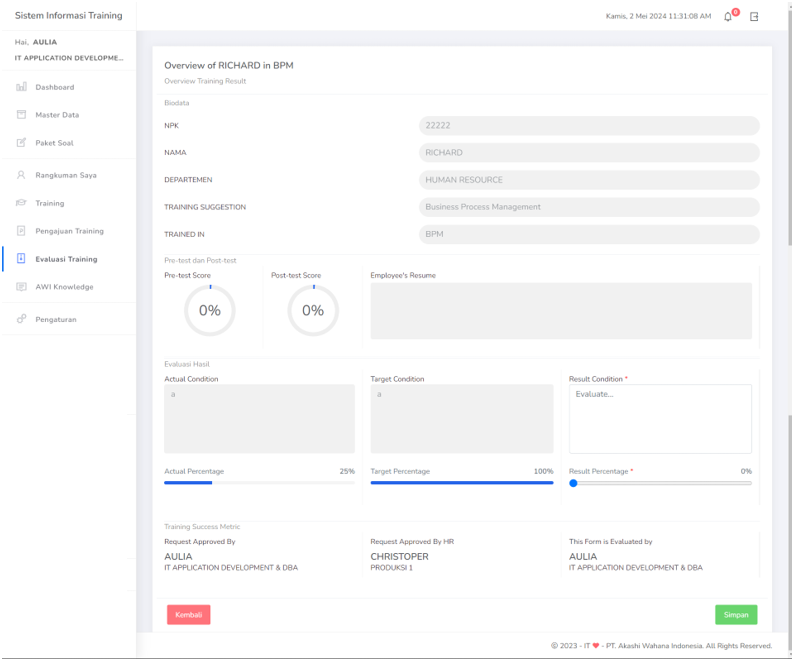 Sistem Informasi Training
Kamis, 2 Mei 2024 11:31:08 AM
0
Hai, AULIA
IT APPLICATION DEVELOPME...
Dashboard
Master Data
Paket Soal
Rangkuman Saya
Training
Pengajuan Training
Evaluasi Training
AWI Knowledge
Pengaturan
Overview of RICHARD in BPM
Overview Training Result
Biodata
NPK 22222
NAMA RICHARD
DEPARTEMEN HUMAN RESOURCE
TRAINING SUGGESTION Business Process Management
TRAINED IN BPM
Pre-test dan Post-test
Pre-test Score Post-test Score Employee's Resume
0% 0%
Evaluasi Hasil
Actual Condition Target Condition Result Condition *
a a Evaluate...
Actual Percentage 25% Target Percentage 100% Result Percentage * 0%
Training Success Metric
Request Approved By Request Approved By HR This Form is Evaluated by
AULIA CHRISTOPER AULIA
IT APPLICATION DEVELOPMENT & DBA PRODUKSI 1 IT APPLICATION DEVELOPMENT & DBA
Kembali Simpan
© 2023 - IT ❤ - PT. Akashi Wahana Indonesia. All Rights Reserved.